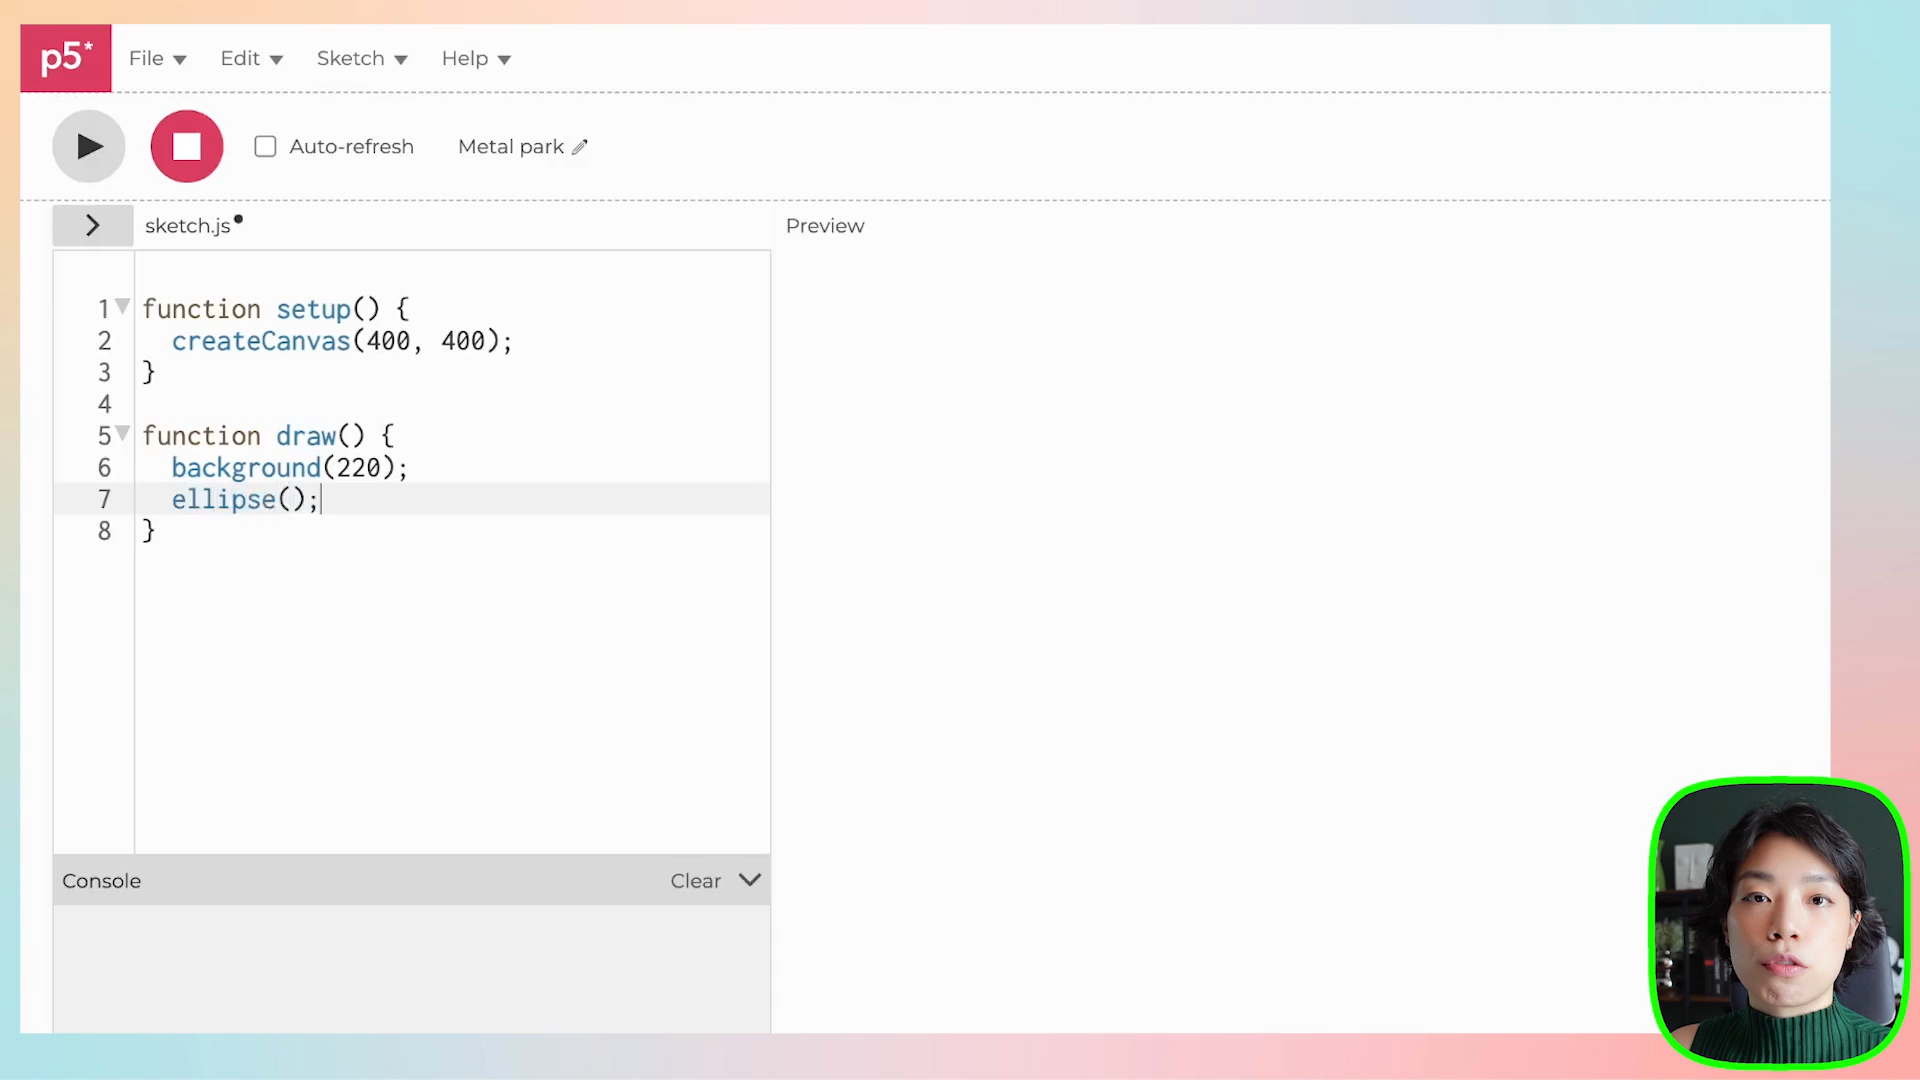 p5* File Edit Sketch Help
Auto-refresh Metal park
sketch.js
Preview
1 function setup() {
2 createCanvas(400, 400);
3 }
4
5 function draw() {
6 background(220);
7 ellipse();
8 }
Console Clear